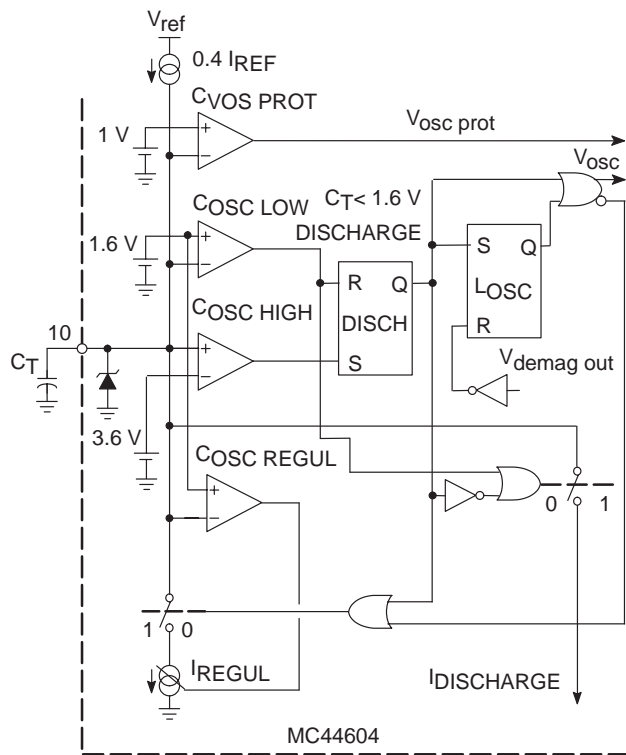 Vref
0.4 IREF
CVOS PROT
Vosc prot
1 V
+
−
Vosc
COSC LOW
CT< 1.6 V
DISCHARGE
1.6 V
+
−
S Q
LOSC
R
R Q
DISCH
S
COSC HIGH
10
CT
+
−
Vdemag out
3.6 V
COSC REGUL
+
−
0 1
1 0
IREGUL
IDISCHARGE
MC44604